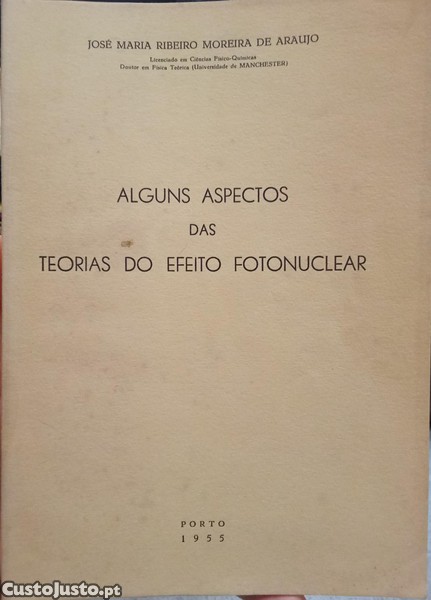 JOSÉ MARIA RIBEIRO MOREIRA DE ARAUJO
Licenciado em Ciências Físico-Químicas
Doutor em Física Teórica (Universidade de MANCHESTER)
ALGUNS ASPECTOS
DAS
TEORIAS DO EFEITO FOTONUCLEAR
PORTO
1955
CustoJusto.pt